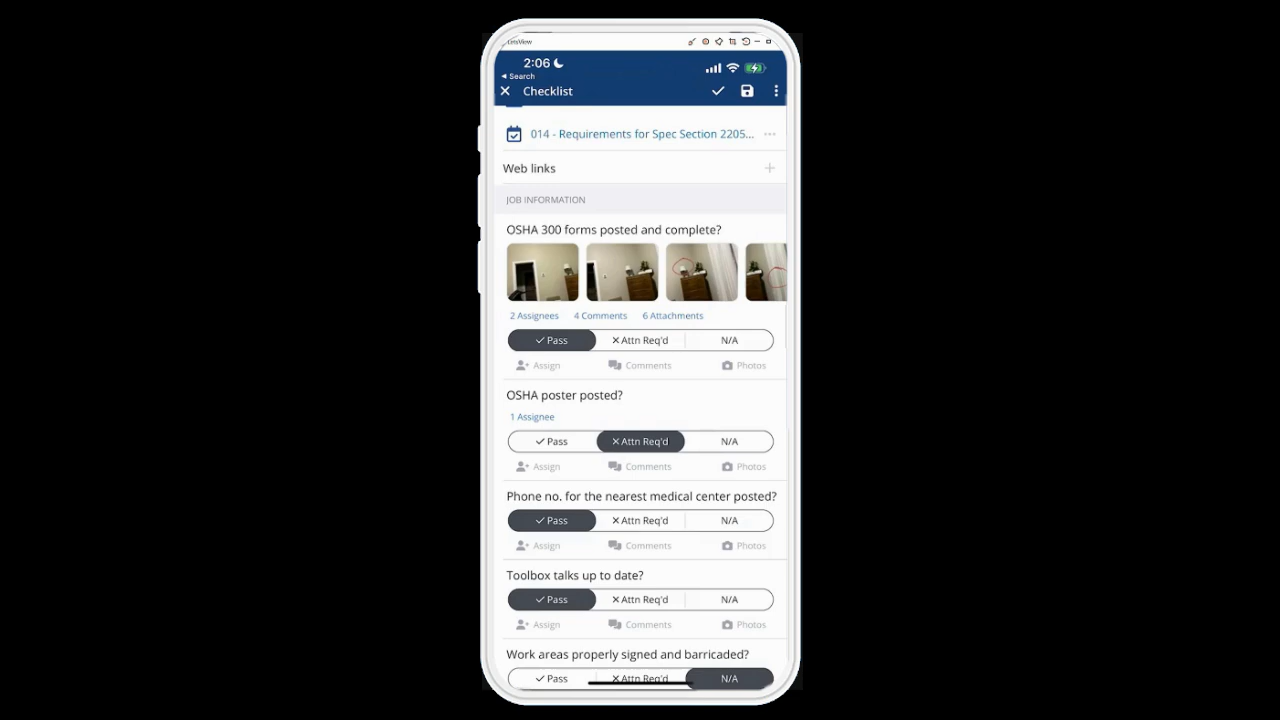 LetsView
2:06
Search
Checklist
014 - Requirements for Spec Section 2205...
Web links
JOB INFORMATION
OSHA 300 forms posted and complete?
2 Assignees 4 Comments 6 Attachments
Pass Attn Req'd N/A
Assign Comments Photos
OSHA poster posted?
1 Assignee
Pass Attn Req'd N/A
Assign Comments Photos
Phone no. for the nearest medical center posted?
Pass Attn Req'd N/A
Assign Comments Photos
Toolbox talks up to date?
Pass Attn Req'd N/A
Assign Comments Photos
Work areas properly signed and barricaded?
Pass Attn Req'd N/A